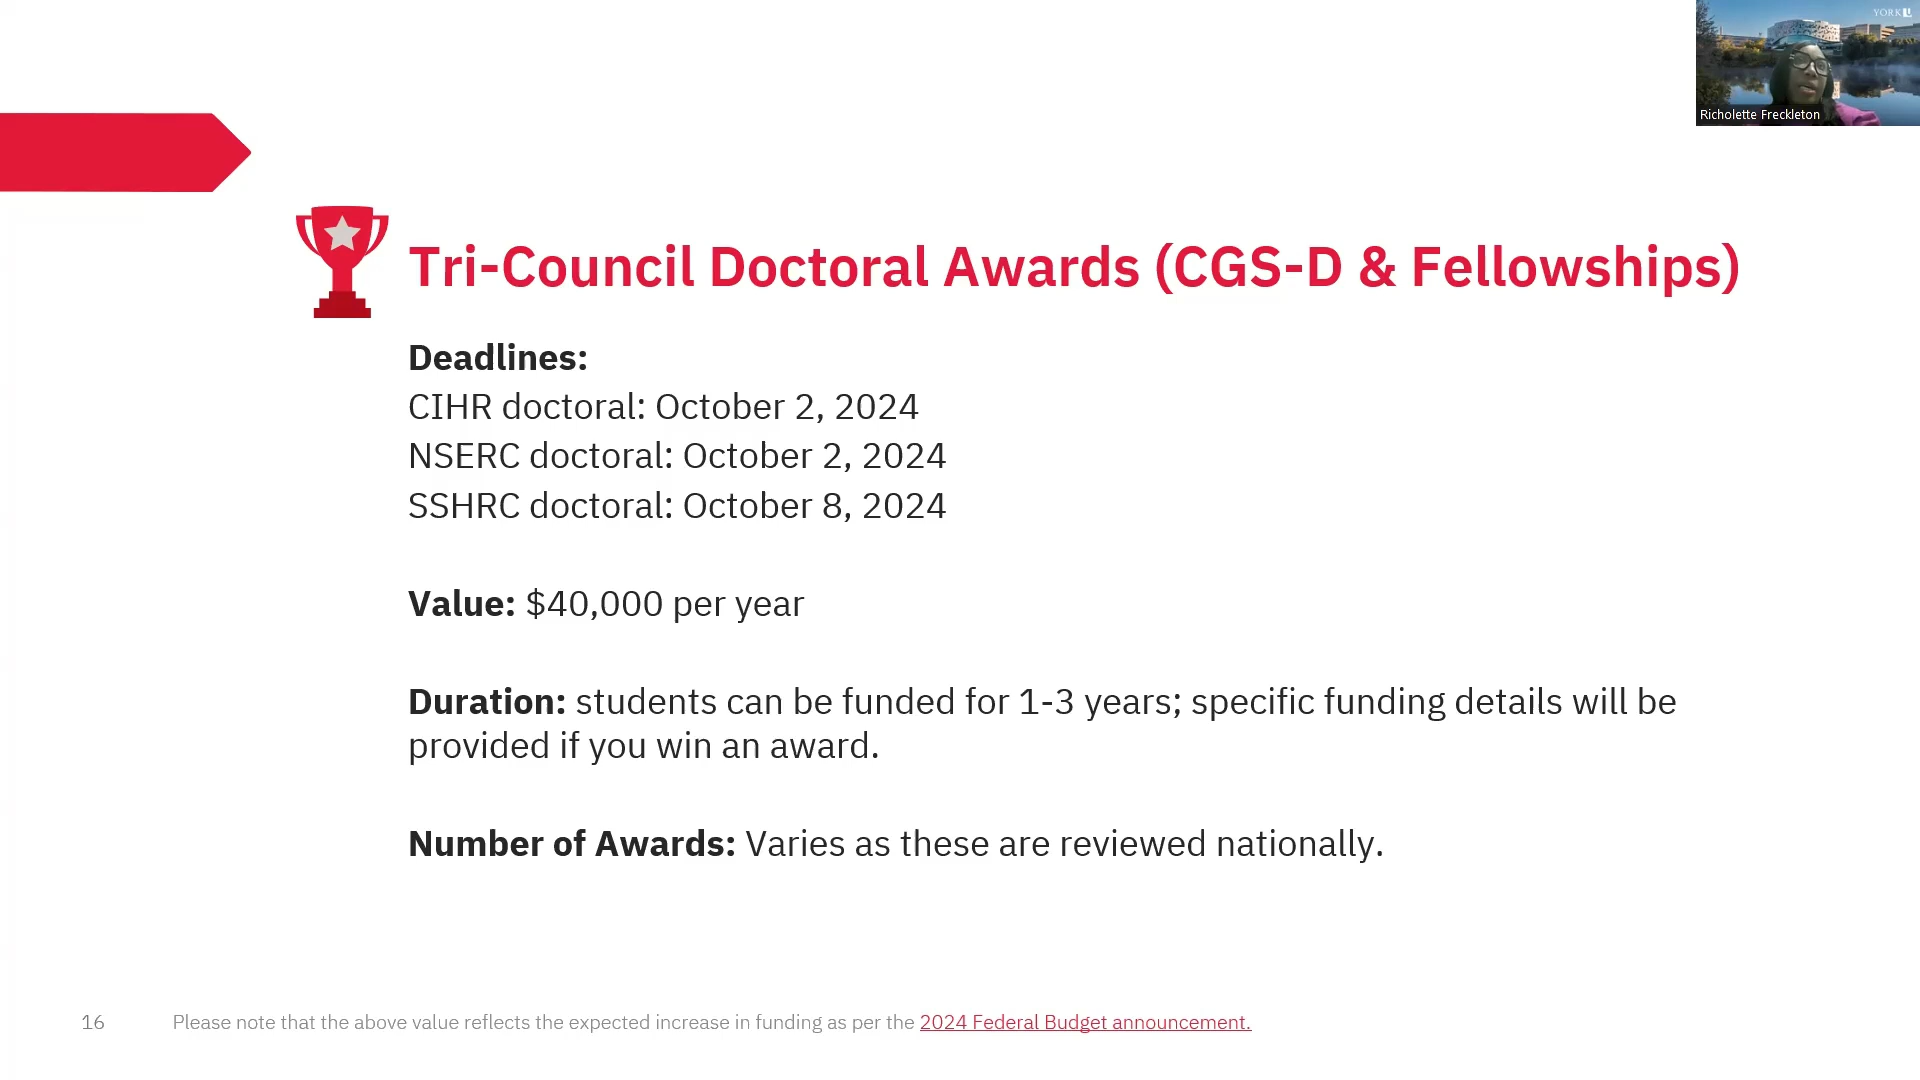 YORK U
Richolette Freckleton
Tri-Council Doctoral Awards (CGS-D & Fellowships)
Deadlines:
CIHR doctoral: October 2, 2024
NSERC doctoral: October 2, 2024
SSHRC doctoral: October 8, 2024
Value: $40,000 per year
Duration: students can be funded for 1-3 years; specific funding details will be
provided if you win an award.
Number of Awards: Varies as these are reviewed nationally.
16
Please note that the above value reflects the expected increase in funding as per the 2024 Federal Budget announcement.